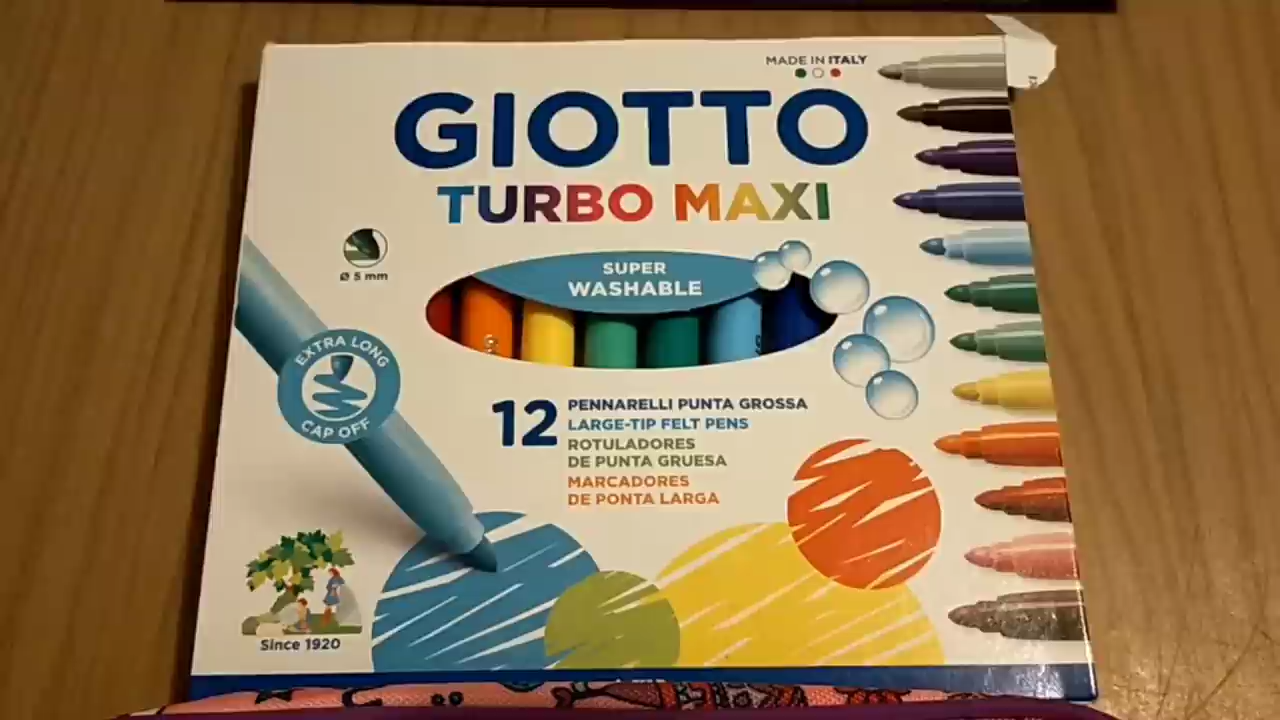 MADE IN ITALY
GIOTTO
TURBO MAXI
Ø 5 mm
SUPER
WASHABLE
EXTRA LONG
CAP OFF
12
PENNARELLI PUNTA GROSSA
LARGE-TIP FELT PENS
ROTULADORES
DE PUNTA GRUESA
MARCADORES
DE PONTA LARGA
Since 1920